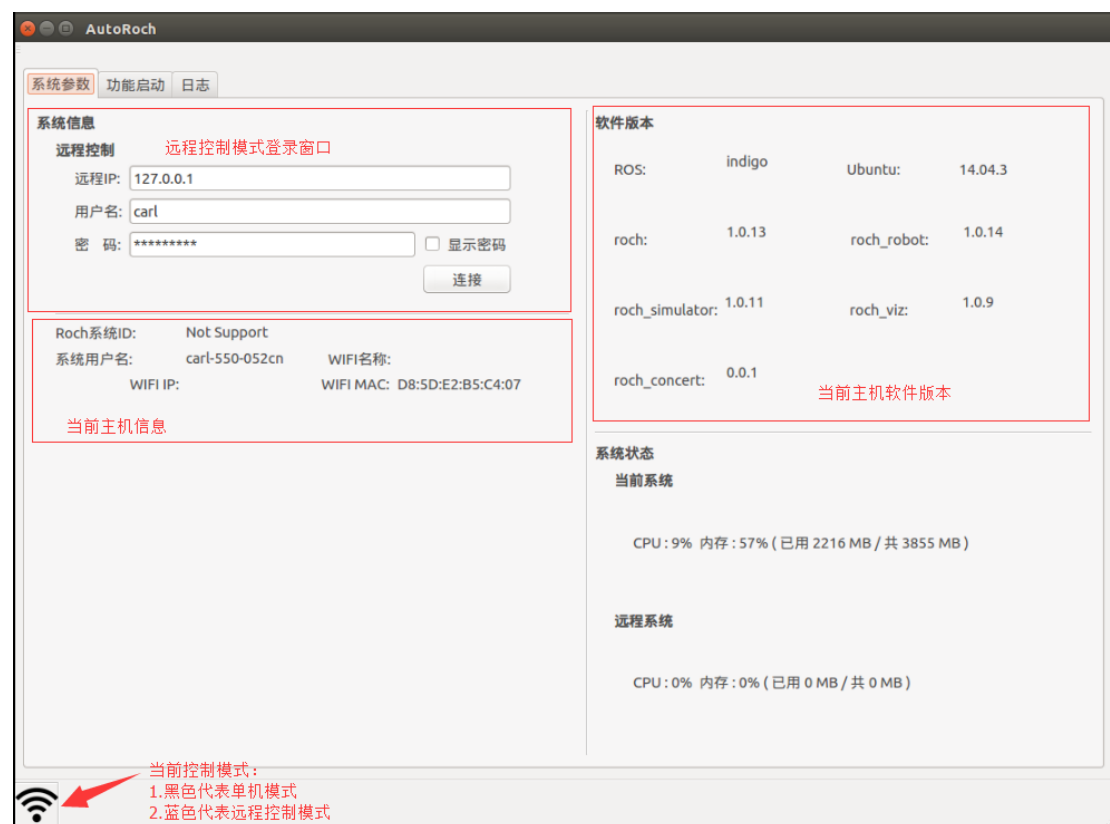 AutoRoch
系统参数 功能启动 日志
系统信息
远程控制 远程控制模式登录窗口
远程IP: 127.0.0.1
用户名: carl
密 码: ********* 显示密码
连接
Roch系统ID: Not Support
系统用户名: carl-550-052cn WIFI名称:
WIFI IP: WIFI MAC: D8:5D:E2:B5:C4:07
当前主机信息
软件版本
ROS: indigo Ubuntu: 14.04.3
roch: 1.0.13 roch_robot: 1.0.14
roch_simulator: 1.0.11 roch_viz: 1.0.9
roch_concert: 0.0.1
当前主机软件版本
系统状态
当前系统
CPU : 9% 内存 : 57% ( 已用 2216 MB / 共 3855 MB )
远程系统
CPU : 0% 内存 : 0% ( 已用 0 MB / 共 0 MB )
当前控制模式：
1.黑色代表单机模式
2.蓝色代表远程控制模式